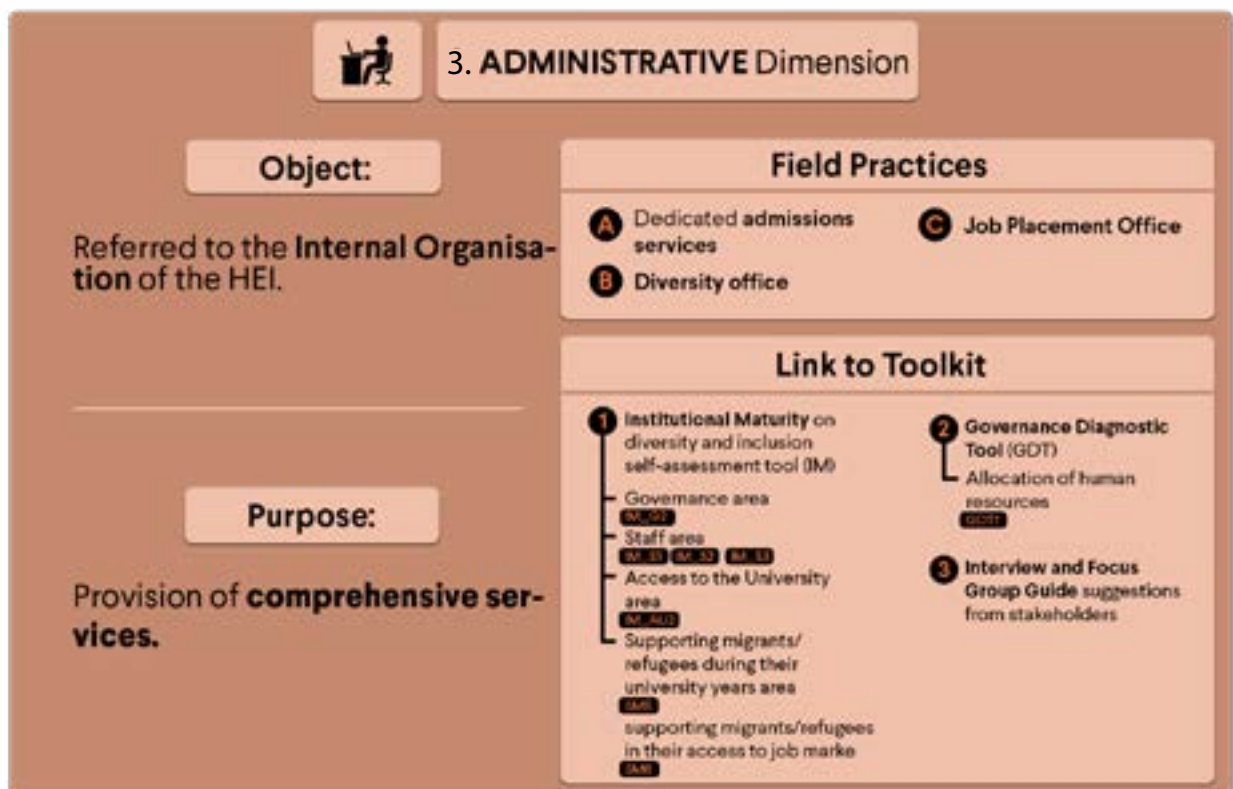 3. ADMINISTRATIVE Dimension
Object:
Referred to the Internal Organisa-
tion of the HEI.
Purpose:
Provision of comprehensive ser-
vices.
Field Practices
A Dedicated admissions
services
B Diversity office
C Job Placement Office
Link to Toolkit
1 Institutional Maturity on
diversity and inclusion
self-assessment tool (IM)
Governance area
Staff area
IM_S1 IM_S2 IM_S3
Access to the University
area
Supporting migrants/
refugees during their
university years area
supporting migrants/refugees
in their access to job marke
2 Governance Diagnostic
Tool (GDT)
Allocation of human
resources
3 Interview and Focus
Group Guide suggestions
from stakeholders